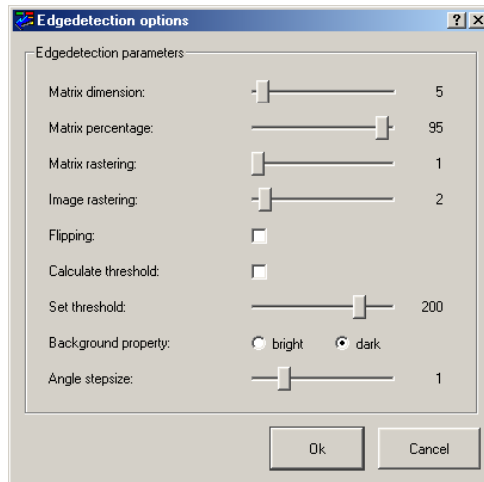 Edgedetection options
Edgedetection parameters
Matrix dimension: 5
Matrix percentage: 95
Matrix rastering: 1
Image rastering: 2
Flipping:
Calculate threshold:
Set threshold: 200
Background property: bright dark
Angle stepsize: 1
Ok Cancel